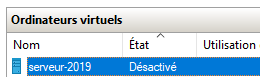 Ordinateurs virtuels
Nom État Utilisation
serveur-2019 Désactivé